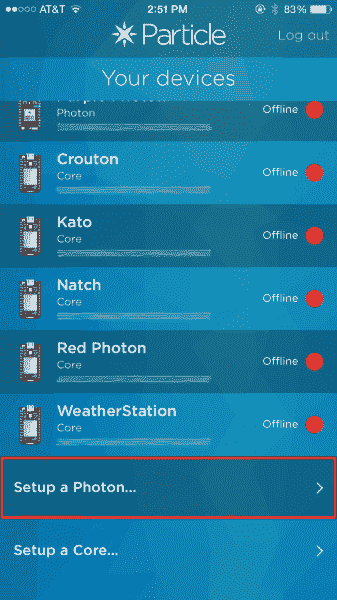 AT&T 2:51 PM 83%
Particle Log out
Your devices
Photon Offline
Crouton
Core Offline
Kato
Core Offline
Natch
Core Offline
Red Photon
Core Offline
WeatherStation
Core Offline
Setup a Photon...
Setup a Core...